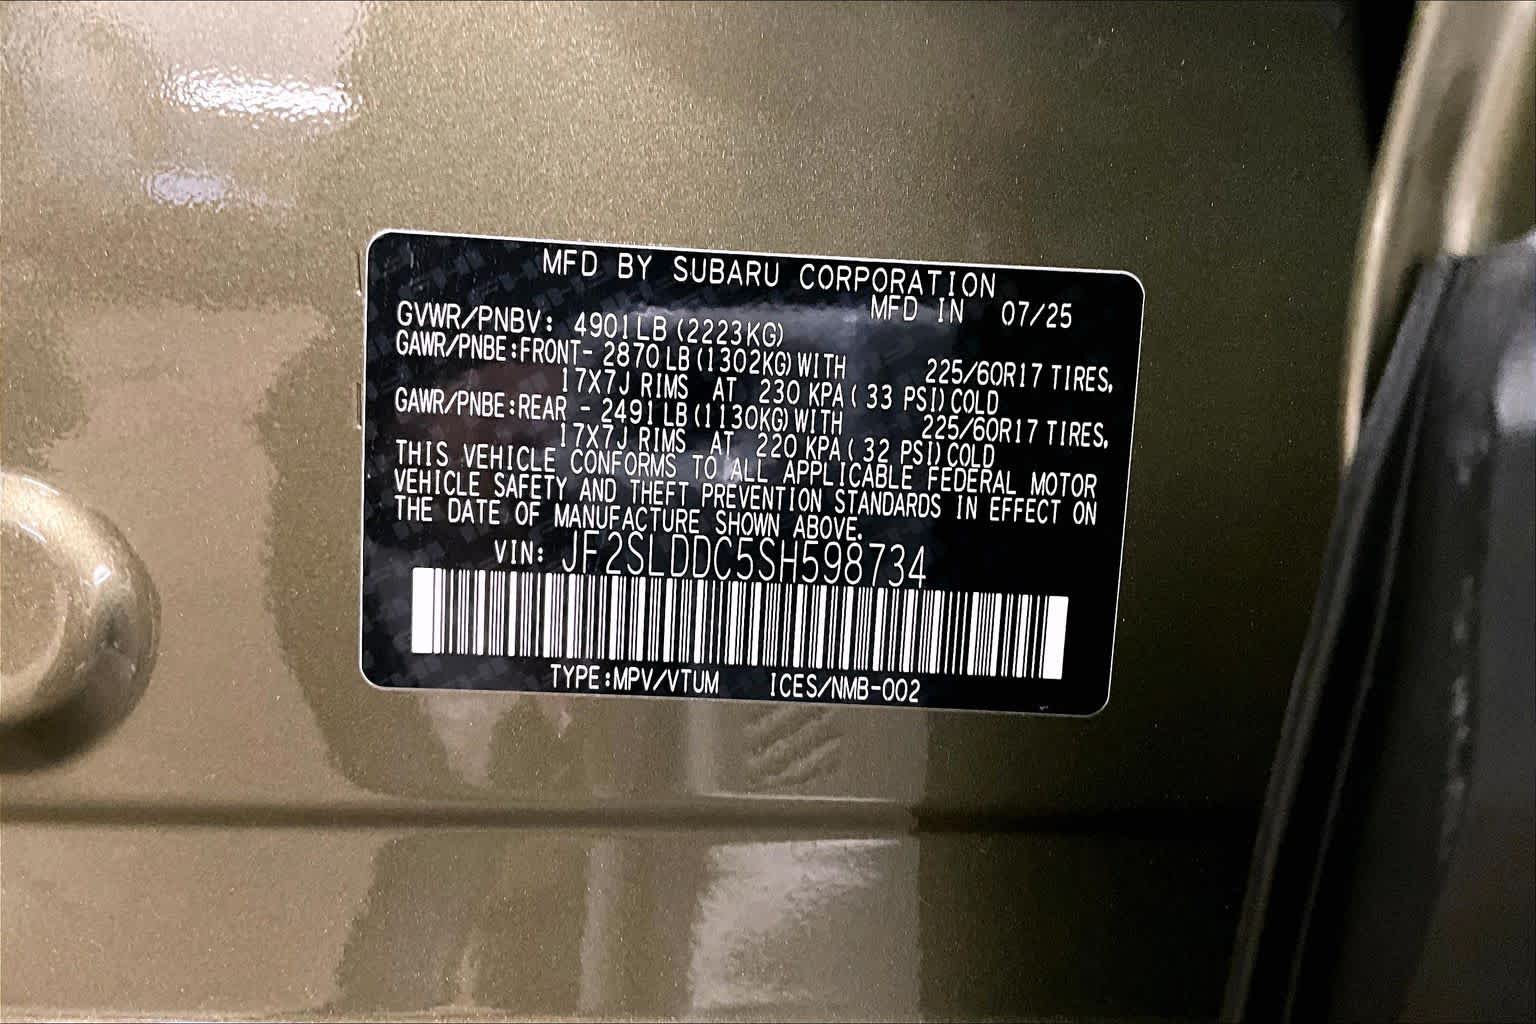 MFD BY SUBARU CORPORATION
MFD IN 07/25
GVWR/PNBV: 4901LB (2223KG)
GAWR/PNBE:FRONT- 2870 LB (1302KG) WITH 225/60R17 TIRES,
17X7J RIMS AT 230 KPA ( 33 PSI) COLD
GAWR/PNBE:REAR - 2491 LB (1130KG) WITH 225/60R17 TIRES,
17X7J RIMS AT 220 KPA ( 32 PSI) COLD
THIS VEHICLE CONFORMS TO ALL APPLICABLE FEDERAL MOTOR
VEHICLE SAFETY AND THEFT PREVENTION STANDARDS IN EFFECT ON
THE DATE OF MANUFACTURE SHOWN ABOVE.
VIN: JF2SLDDC5SH598734
TYPE:MPV/VTUM ICES/NMB-002